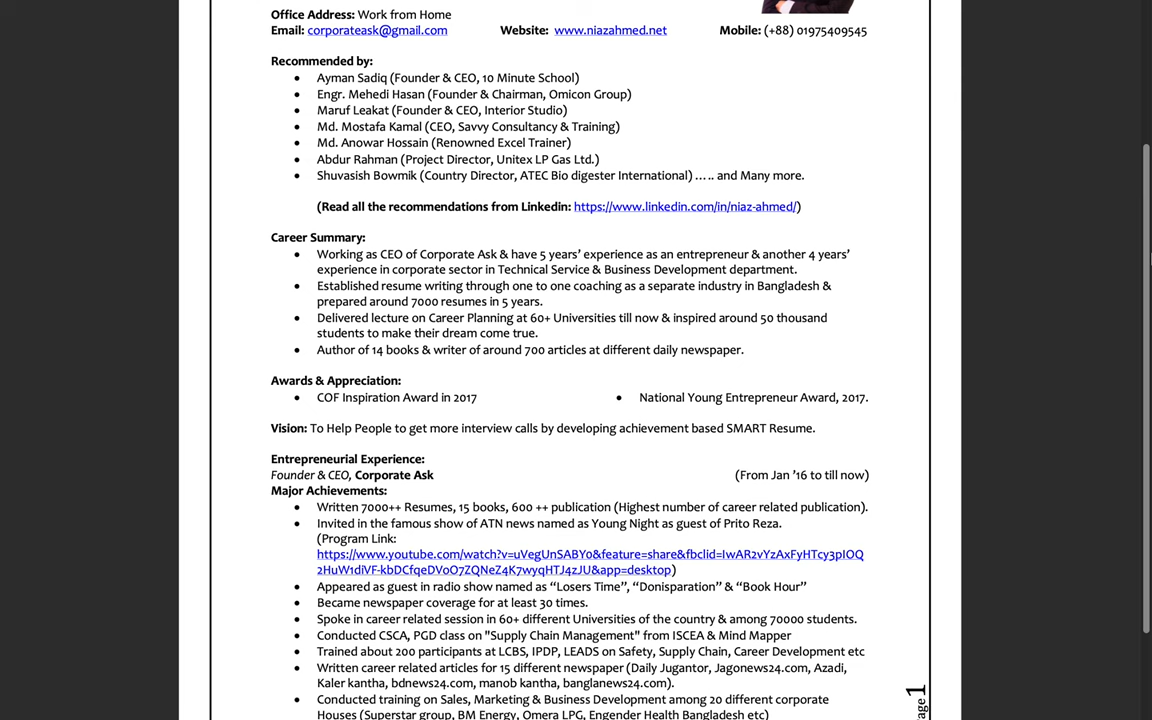 Office Address: Work from Home
Email: corporateask@gmail.com Website: www.niazahmed.net Mobile: (+88) 01975409545
Recommended by:
• Ayman Sadiq (Founder & CEO, 10 Minute School)
• Engr. Mehedi Hasan (Founder & Chairman, Omicon Group)
• Maruf Leakat (Founder & CEO, Interior Studio)
• Md. Mostafa Kamal (CEO, Savvy Consultancy & Training)
• Md. Anowar Hossain (Renowned Excel Trainer)
• Abdur Rahman (Project Director, Unitex LP Gas Ltd.)
• Shuvasish Bowmik (Country Director, ATEC Bio digester International) ….. and Many more.
(Read all the recommendations from Linkedin: https://www.linkedin.com/in/niaz-ahmed/)
Career Summary:
• Working as CEO of Corporate Ask & have 5 years’ experience as an entrepreneur & another 4 years’
experience in corporate sector in Technical Service & Business Development department.
• Established resume writing through one to one coaching as a separate industry in Bangladesh &
prepared around 7000 resumes in 5 years.
• Delivered lecture on Career Planning at 60+ Universities till now & inspired around 50 thousand
students to make their dream come true.
• Author of 14 books & writer of around 700 articles at different daily newspaper.
Awards & Appreciation:
• COF Inspiration Award in 2017 • National Young Entrepreneur Award, 2017.
Vision: To Help People to get more interview calls by developing achievement based SMART Resume.
Entrepreneurial Experience:
Founder & CEO, Corporate Ask (From Jan ’16 to till now)
Major Achievements:
• Written 7000++ Resumes, 15 books, 600 ++ publication (Highest number of career related publication).
• Invited in the famous show of ATN news named as Young Night as guest of Prito Reza.
(Program Link:
https://www.youtube.com/watch?v=uVegUnSABY0&feature=share&fbclid=IwAR2vYzAxFyHTcy3pIOQ
2HuW1diVF-kbDCfqeDVoO7ZQNeZ4K7wyqHTJ4zJU&app=desktop)
• Appeared as guest in radio show named as “Losers Time”, “Donisparation” & “Book Hour”
• Became newspaper coverage for at least 30 times.
• Spoke in career related session in 60+ different Universities of the country & among 70000 students.
• Conducted CSCA, PGD class on "Supply Chain Management" from ISCEA & Mind Mapper
• Trained about 200 participants at LCBS, IPDP, LEADS on Safety, Supply Chain, Career Development etc
• Written career related articles for 15 different newspaper (Daily Jugantor, Jagonews24.com, Azadi,
Kaler kantha, bdnews24.com, manob kantha, banglanews24.com).
• Conducted training on Sales, Marketing & Business Development among 20 different corporate
Houses (Superstar group, BM Energy, Omera LPG, Engender Health Bangladesh etc)
age 1